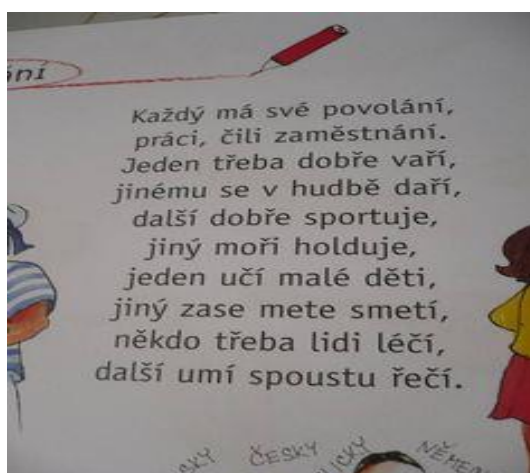 Každý má své povolání,
práci, čili zaměstnání.
Jeden třeba dobře vaří,
jinému se v hudbě daří,
další dobře sportuje,
jiný moři holduje,
jeden učí malé děti,
jiný zase mete smetí,
někdo třeba lidi léčí,
další umí spoustu řečí.
ČESKY